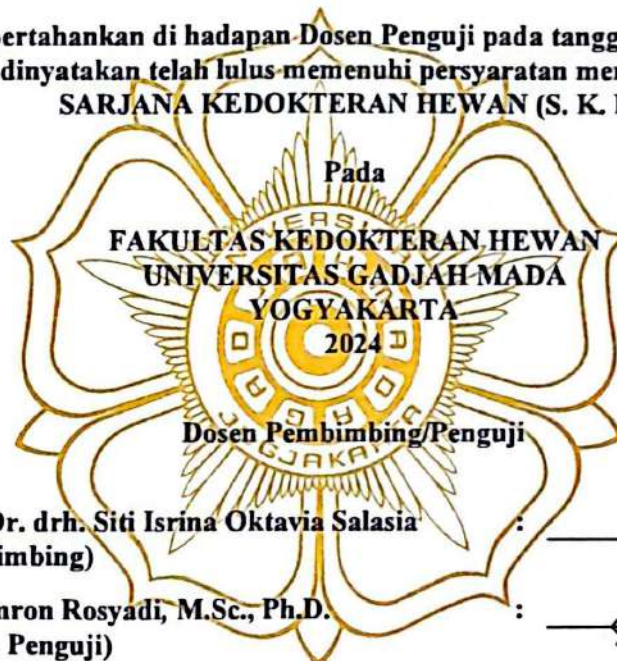 ertahankan di hadapan Dosen Penguji pada tangg
dinyatakan telah lulus memenuhi persyaratan mer
SARJANA KEDOKTERAN HEWAN (S. K. H
Pada
FAKULTAS KEDOKTERAN HEWAN
UNIVERSITAS GADJAH MADA
YOGYAKARTA
2024
Dosen Pembimbing/Penguji
Dr. drh. Siti Isrina Oktavia Salasia :
imbing)
nron Rosyadi, M.Sc., Ph.D. :
Penguji)